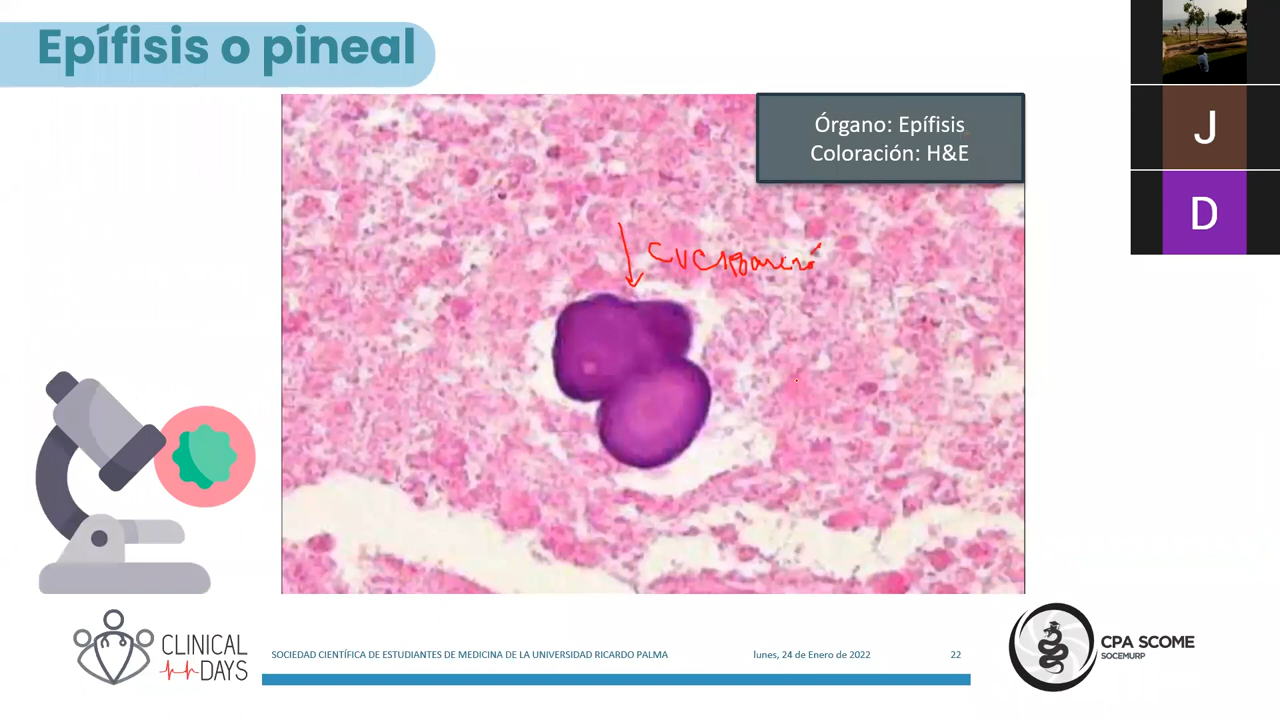 Epífisis o pineal
Órgano: Epífisis
Coloración: H&E
J
D
CLINICAL
DAYS
SOCIEDAD CIENTÍFICA DE ESTUDIANTES DE MEDICINA DE LA UNIVERSIDAD RICARDO PALMA
lunes, 24 de Enero de 2022
22
CPA SCOME
SOCEMURP